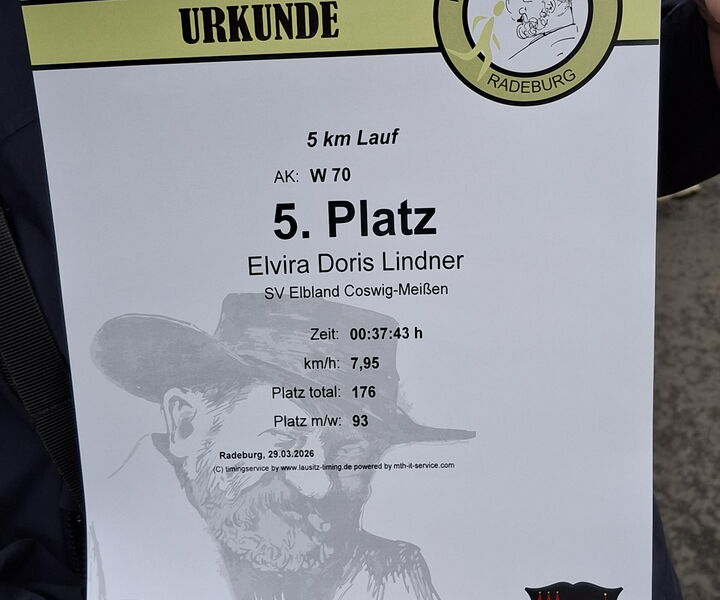 URKUNDE
RADEBURG
5 km Lauf
AK: W 70
5. Platz
Elvira Doris Lindner
SV Elbland Coswig-Meißen
Zeit: 00:37:43 h
km/h: 7,95
Platz total: 176
Platz m/w: 93
Radeburg, 29.03.2026
(C) timingservice by www.lausitz-timing.de powered by mth-it-service.com